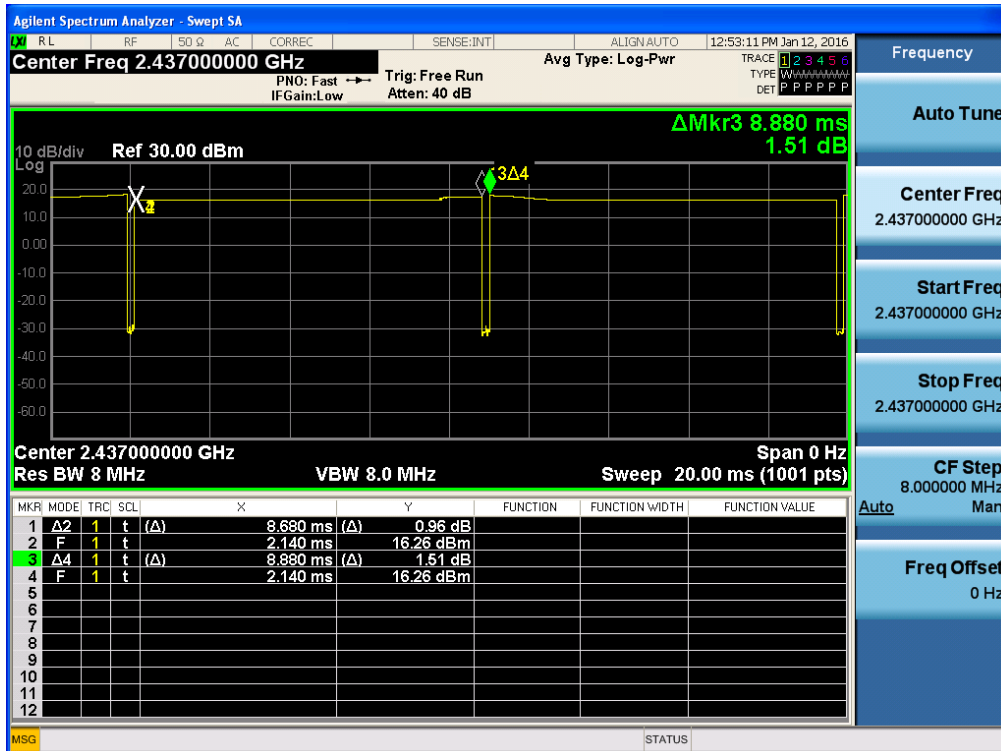 Agilent Spectrum Analyzer - Swept SA
LXI RL RF 50 Ω AC CORREC SENSE:INT ALIGN AUTO 12:53:11 PM Jan 12, 2016
Center Freq 2.437000000 GHz
PNO: Fast
IFGain:Low
Trig: Free Run
Atten: 40 dB
Avg Type: Log-Pwr
TRACE 1 2 3 4 5 6
TYPE WWWWWW
DET P P P P P P
ΔMkr3 8.880 ms
1.51 dB
10 dB/div Ref 30.00 dBm
Log
20.0
10.0
0.00
-10.0
-20.0
-30.0
-40.0
-50.0
-60.0
3Δ4
Center 2.437000000 GHz Span 0 Hz
Res BW 8 MHz VBW 8.0 MHz Sweep 20.00 ms (1001 pts)
MKR MODE TRC SCL X Y FUNCTION FUNCTION WIDTH FUNCTION VALUE
1 Δ2 1 t (Δ) 8.680 ms (Δ) 0.96 dB
2 F 1 t 2.140 ms 16.26 dBm
3 Δ4 1 t (Δ) 8.880 ms (Δ) 1.51 dB
4 F 1 t 2.140 ms 16.26 dBm
5
6
7
8
9
10
11
12
MSG STATUS
Frequency
Auto Tune
Center Freq
2.437000000 GHz
Start Freq
2.437000000 GHz
Stop Freq
2.437000000 GHz
CF Step
8.000000 MHz
Auto Man
Freq Offset
0 Hz